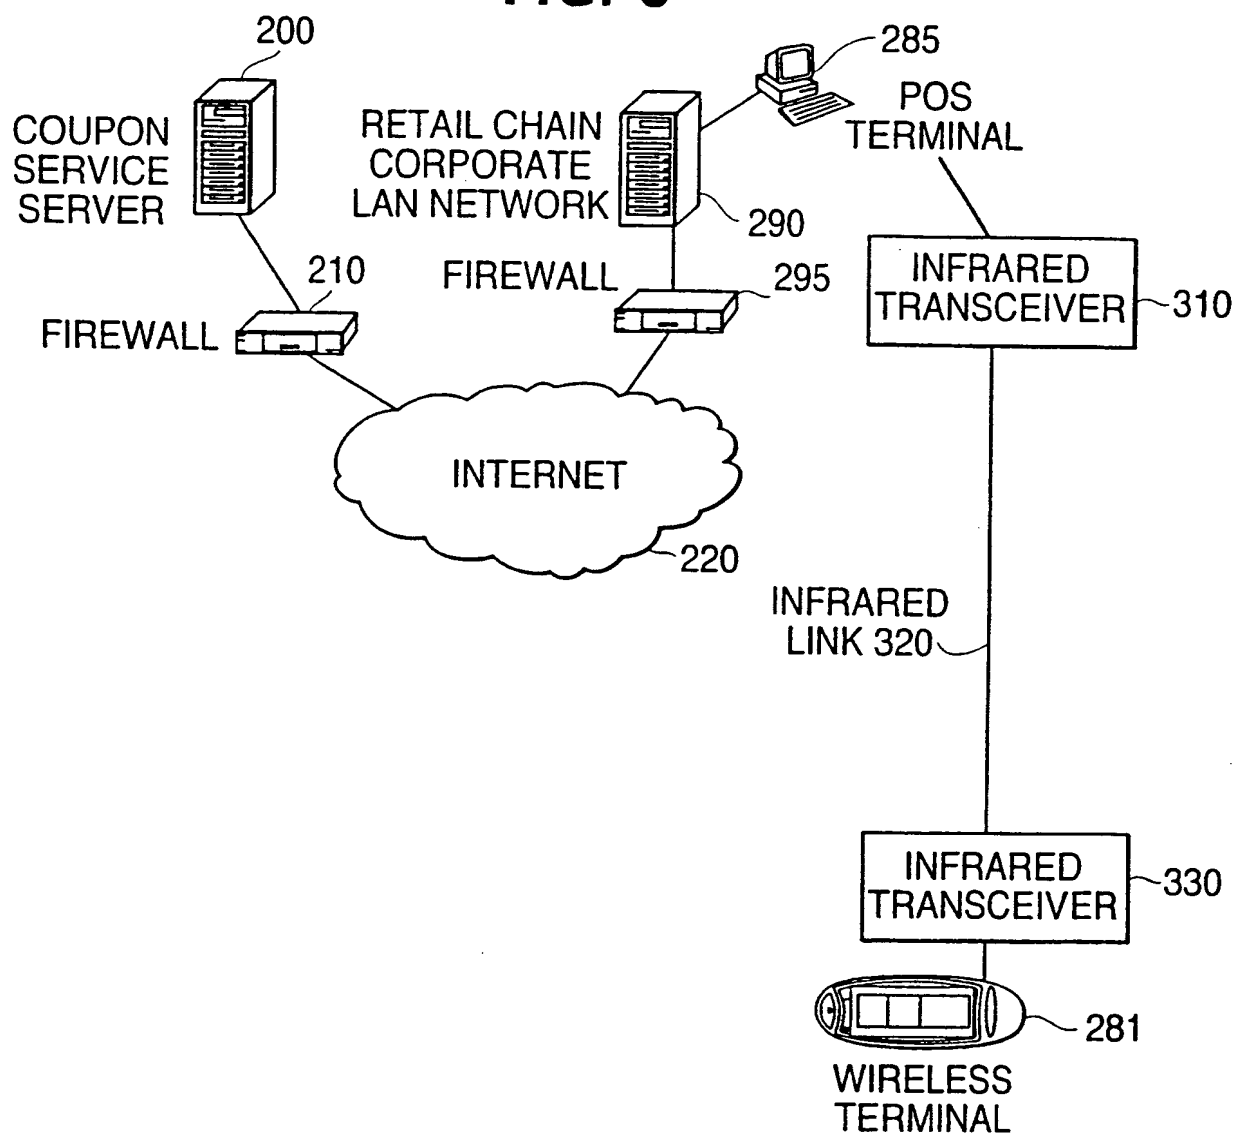 200
285
COUPON
SERVICE
SERVER
RETAIL CHAIN
CORPORATE
LAN NETWORK
290
POS
TERMINAL
INFRARED
TRANSCEIVER
310
210
FIREWALL
FIREWALL
295
INTERNET
220
INFRARED
LINK 320
INFRARED
TRANSCEIVER
330
281
WIRELESS
TERMINAL